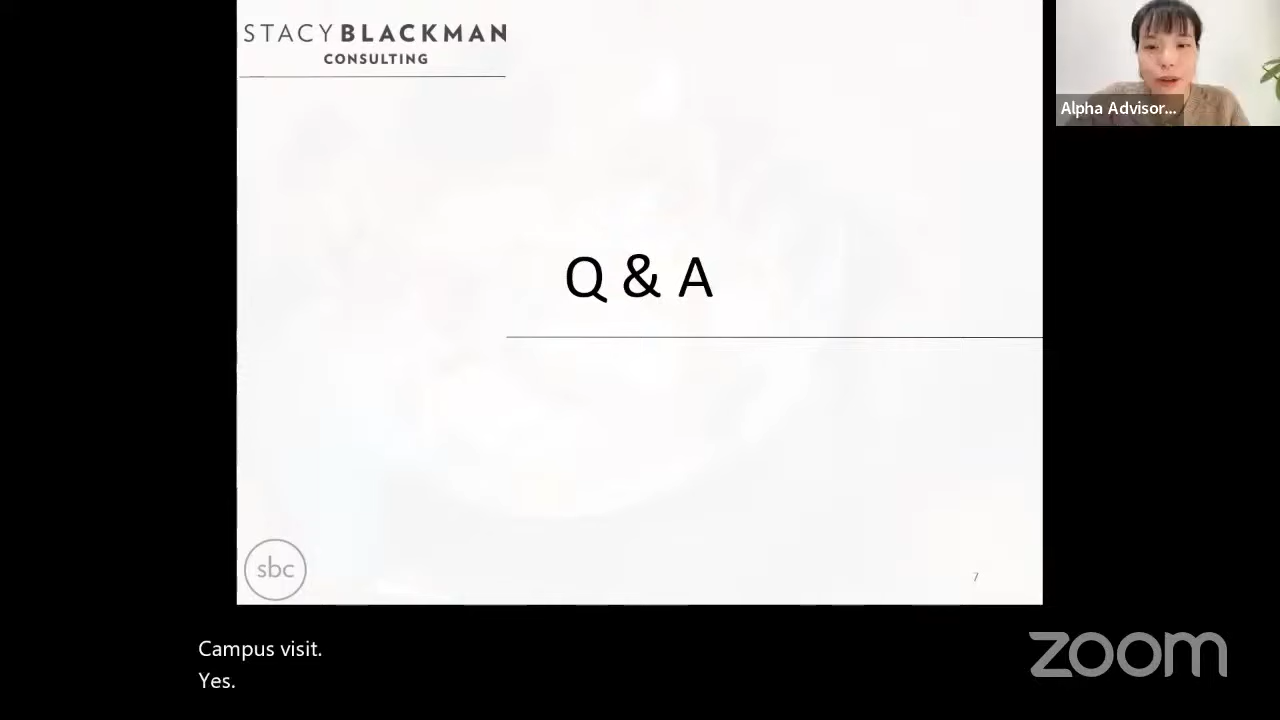 STACYBLACKMAN
CONSULTING
Alpha Advisor...
Q & A
sbc
7
Campus visit.
Yes.
zoom